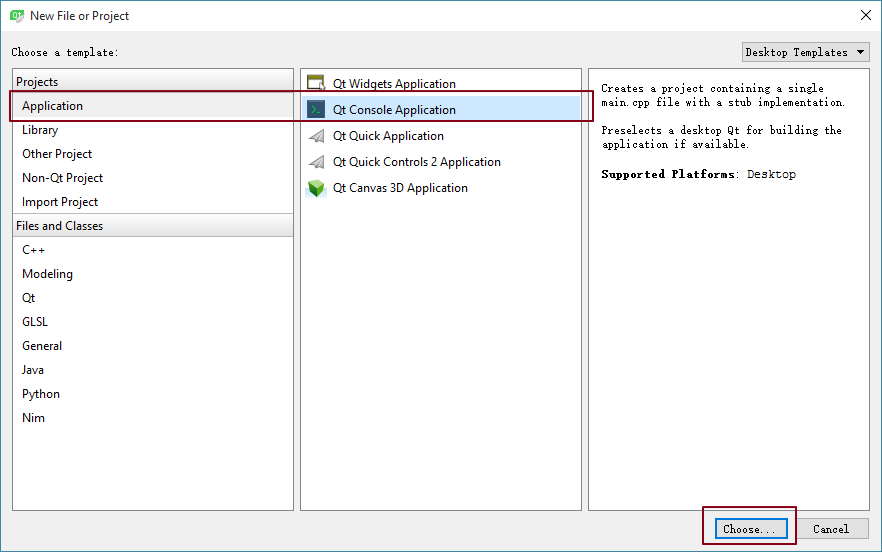 New File or Project
Choose a template:
Desktop Templates
Projects
Application
Library
Other Project
Non-Qt Project
Import Project
Files and Classes
C++
Modeling
Qt
GLSL
General
Java
Python
Nim
Qt Widgets Application
Qt Console Application
Qt Quick Application
Qt Quick Controls 2 Application
Qt Canvas 3D Application
Creates a project containing a single
main.cpp file with a stub implementation.
Preselects a desktop Qt for building the
application if available.
Supported Platforms: Desktop
Choose...
Cancel